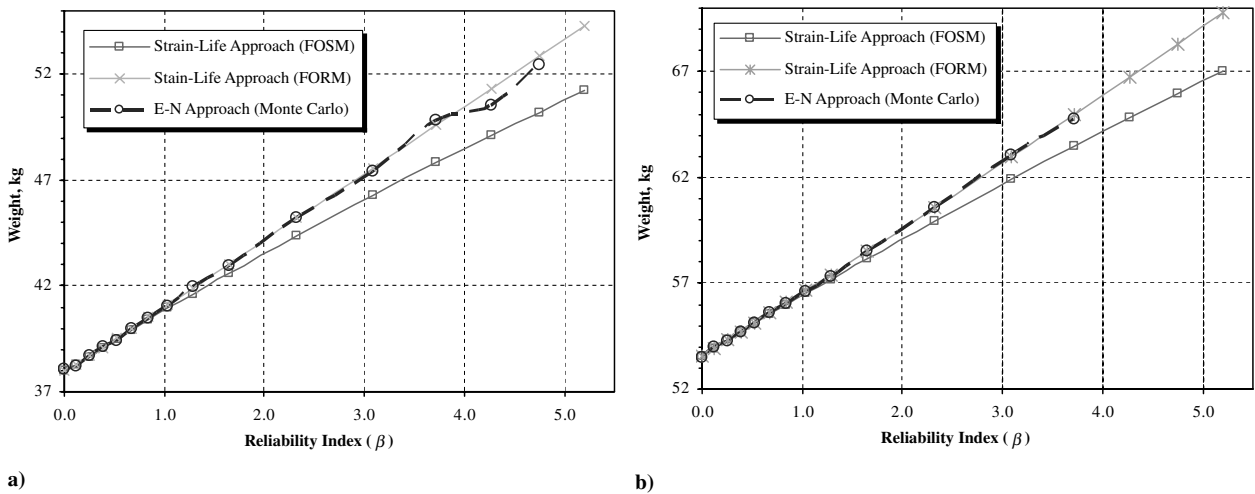 Strain-Life Approach (FOSM)
Stain-Life Approach (FORM)
E-N Approach (Monte Carlo)
52
47
42
37
Weight, kg
0.0 1.0 2.0 3.0 4.0 5.0
Reliability Index ( β )
a)
Strain-Life Approach (FOSM)
Strain-Life Approach (FORM)
E-N Approach (Monte Carlo)
67
62
57
52
Weight, kg
0.0 1.0 2.0 3.0 4.0 5.0
Reliability Index ( β )
b)